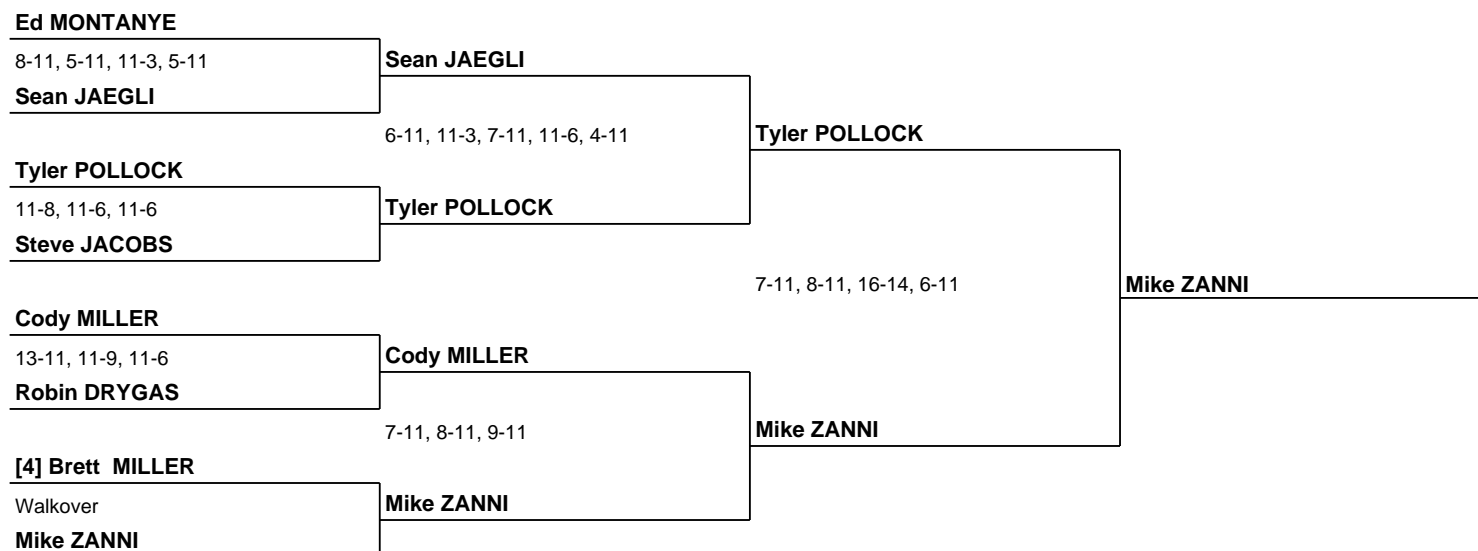 Ed MONTANYE
8-11, 5-11, 11-3, 5-11
Sean JAEGLI
Sean JAEGLI
6-11, 11-3, 7-11, 11-6, 4-11
Tyler POLLOCK
Tyler POLLOCK
11-8, 11-6, 11-6
Steve JACOBS
Tyler POLLOCK
7-11, 8-11, 16-14, 6-11
Mike ZANNI
Cody MILLER
13-11, 11-9, 11-6
Robin DRYGAS
Cody MILLER
7-11, 8-11, 9-11
Mike ZANNI
[4] Brett  MILLER
Walkover
Mike ZANNI
Mike ZANNI